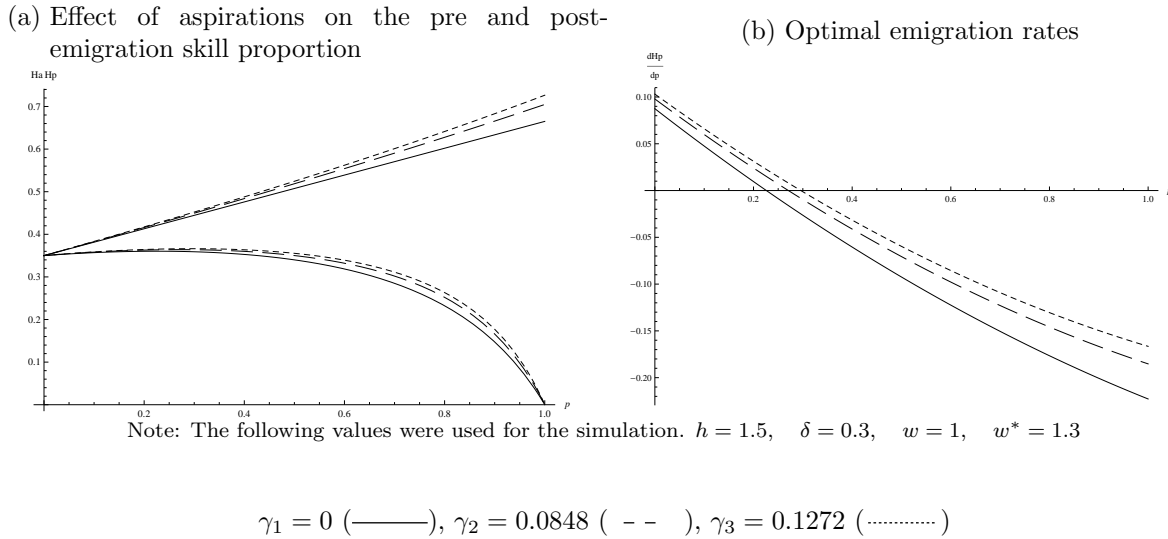 (a) Effect of aspirations on the pre and post-
emigration skill proportion
(b) Optimal emigration rates
Ha Hp
0.7
0.6
0.5
0.4
0.3
0.2
0.1
0.2
0.4
0.6
0.8
1.0
p
dHp
dp
0.10
0.05
-0.05
-0.10
-0.15
-0.20
0.2
0.4
0.6
0.8
1.0
Note: The following values were used for the simulation. h = 1.5, δ = 0.3, w = 1, w* = 1.3
γ1 = 0 (———), γ2 = 0.0848 ( – – ), γ3 = 0.1272 (············)